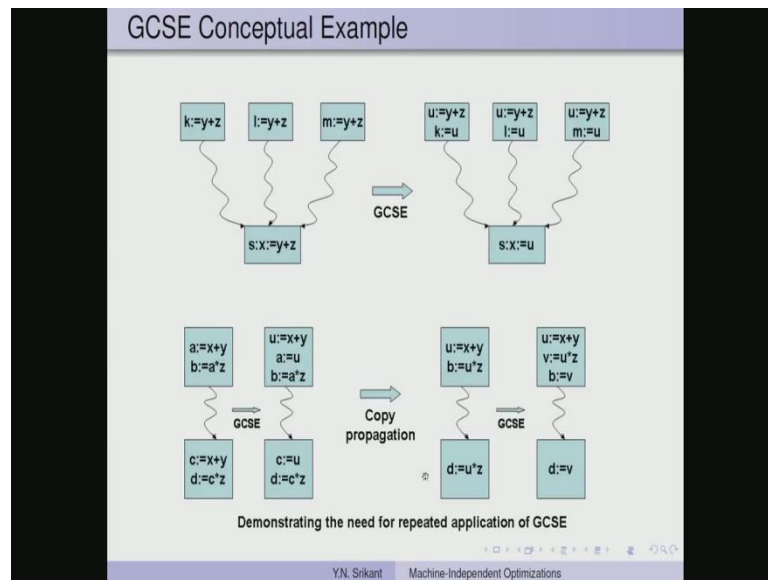 GCSE Conceptual Example
k:=y+z
l:=y+z
m:=y+z
u:=y+z
k:=u
u:=y+z
l:=u
u:=y+z
m:=u
GCSE
s:x:=y+z
s:x:=u
a:=x+y
b:=a*z
u:=x+y
a:=u
b:=a*z
u:=x+y
b:=u*z
u:=x+y
v:=u*z
b:=v
GCSE
Copy
propagation
GCSE
c:=x+y
d:=c*z
c:=u
d:=c*z
d:=u*z
d:=v
Demonstrating the need for repeated application of GCSE
Y.N. Srikant Machine-Independent Optimizations